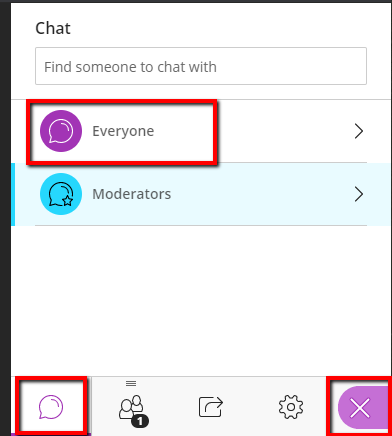 Chat
Find someone to chat with
Everyone
Moderators
1